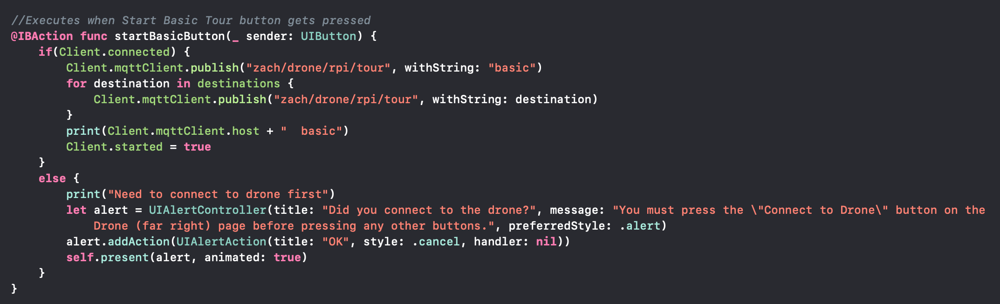 //Executes when Start Basic Tour button gets pressed
@IBAction func startBasicButton(_ sender: UIButton) {
    if(Client.connected) {
        Client.mqttClient.publish("zach/drone/rpi/tour", withString: "basic")
        for destination in destinations {
            Client.mqttClient.publish("zach/drone/rpi/tour", withString: destination)
        }
        print(Client.mqttClient.host + "  basic")
        Client.started = true
    }
    else {
        print("Need to connect to drone first")
        let alert = UIAlertController(title: "Did you connect to the drone?", message: "You must press the \"Connect to Drone\" button on the
            Drone (far right) page before pressing any other buttons.", preferredStyle: .alert)
        alert.addAction(UIAlertAction(title: "OK", style: .cancel, handler: nil))
        self.present(alert, animated: true)
    }
}